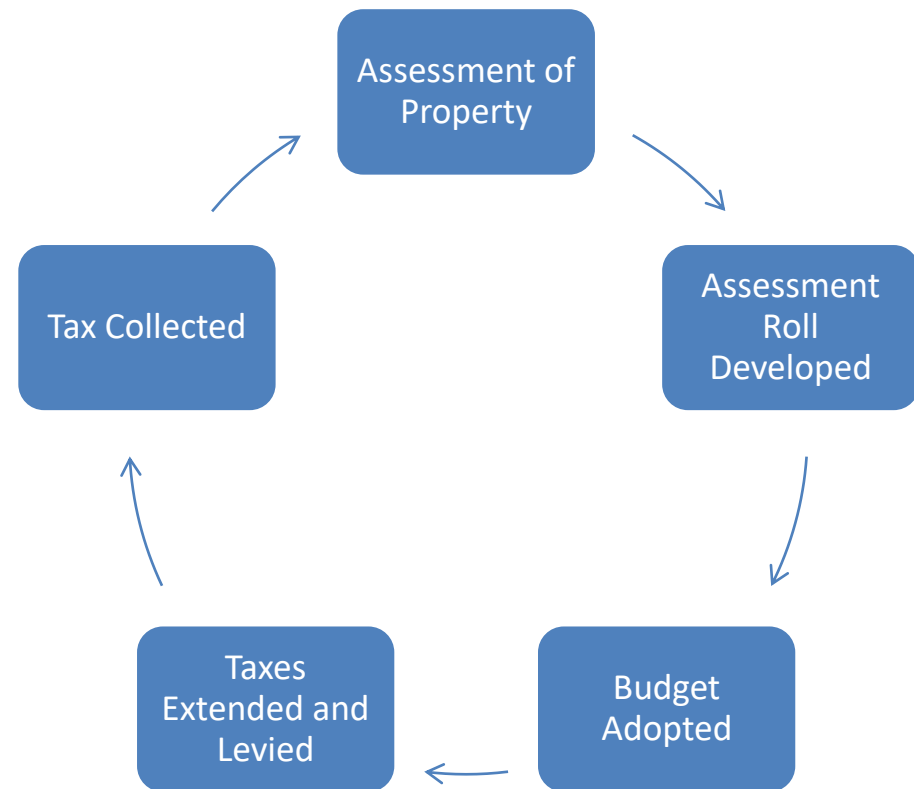 Assessment of
Property
Assessment
Roll
Developed
Budget
Adopted
Taxes
Extended and
Levied
Tax Collected